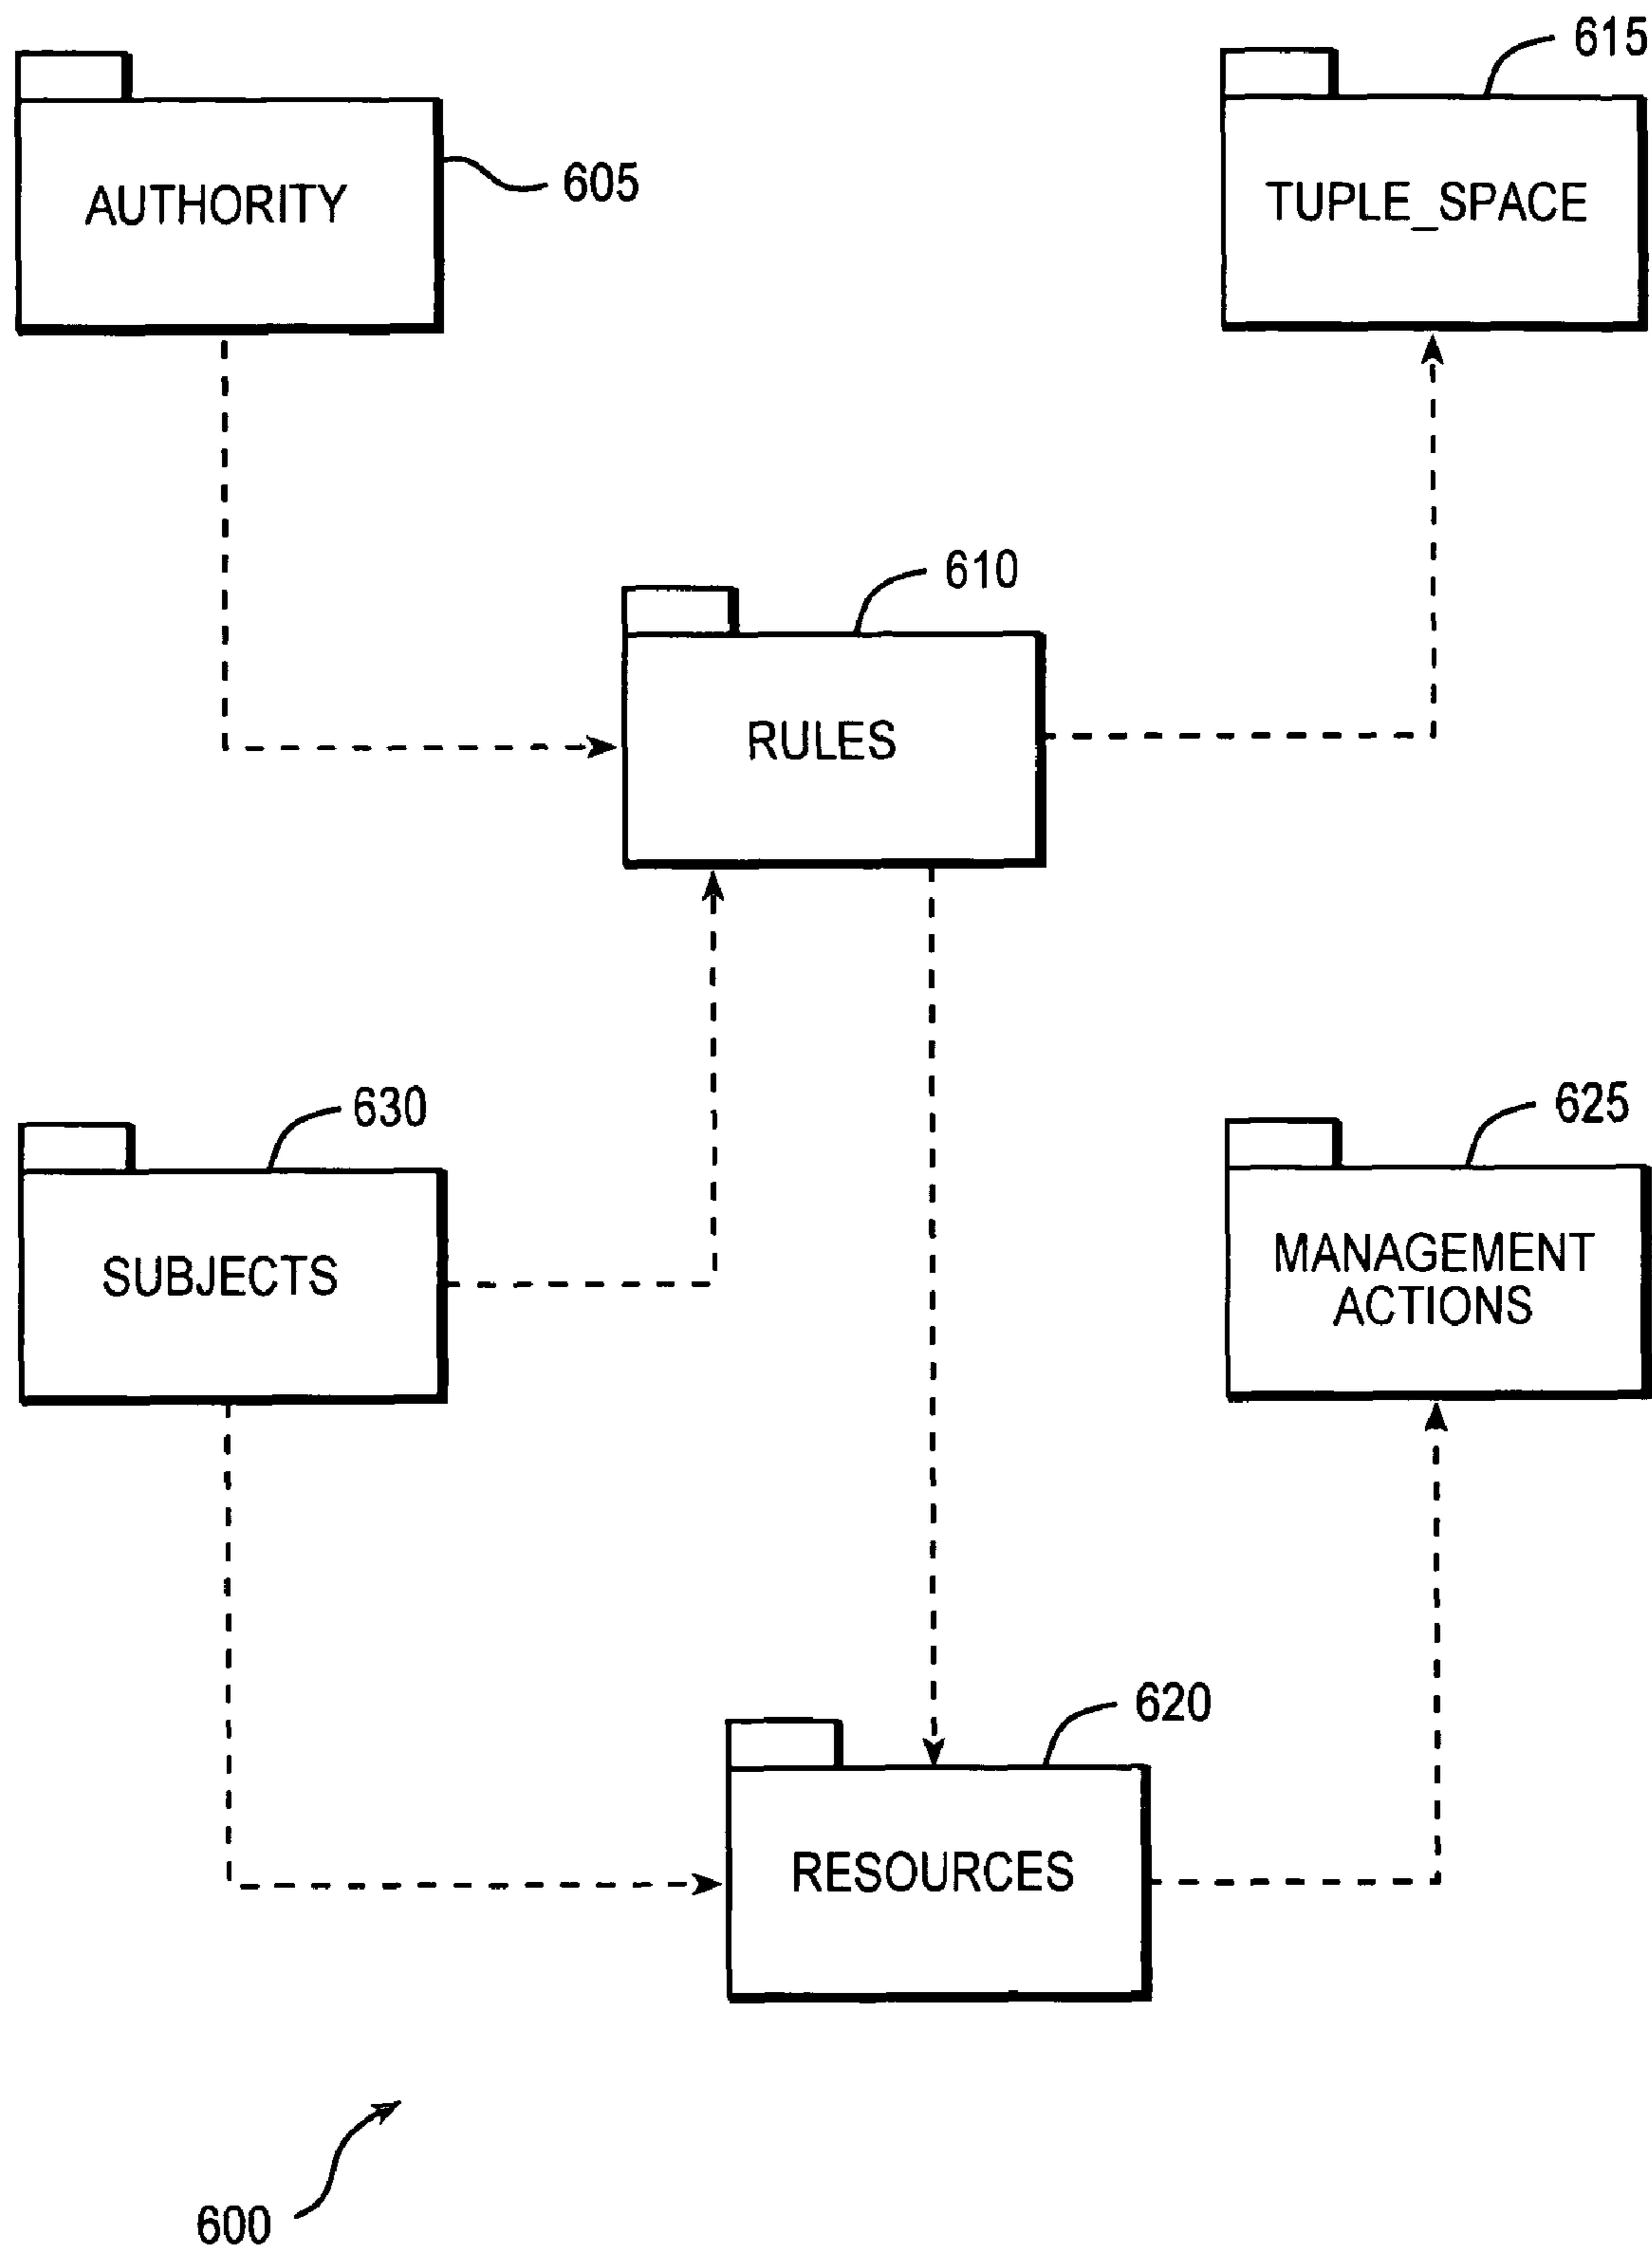 615
AUTHORITY
605
TUPLE_SPACE
610
RULES
630
625
SUBJECTS
MANAGEMENT
ACTIONS
620
RESOURCES
600